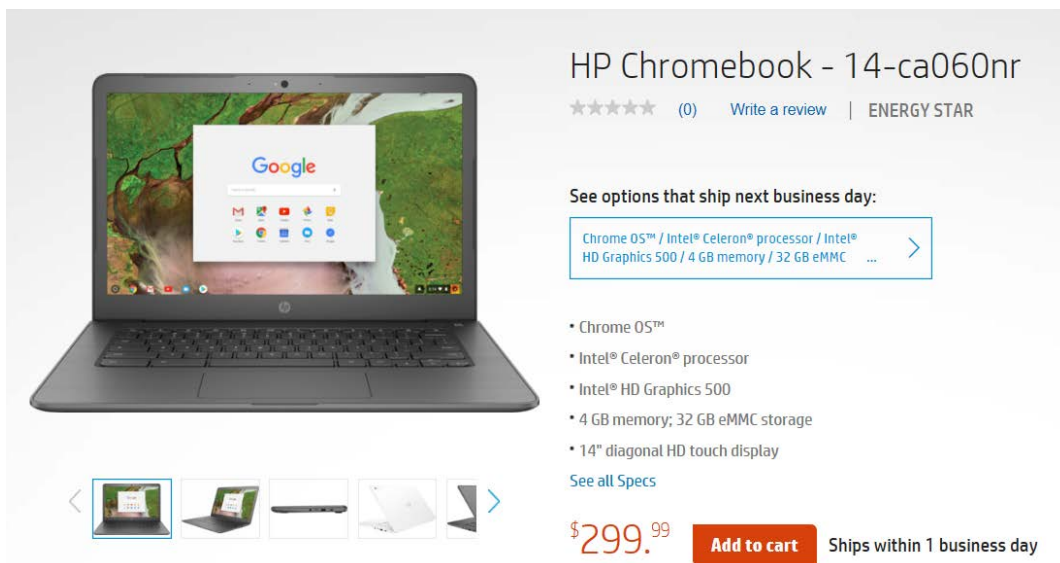 HP Chromebook - 14-ca060nr
(0) Write a review | ENERGY STAR
See options that ship next business day:
Chrome OS™ / Intel® Celeron® processor / Intel®
HD Graphics 500 / 4 GB memory / 32 GB eMMC ...
• Chrome OS™
• Intel® Celeron® processor
• Intel® HD Graphics 500
• 4 GB memory; 32 GB eMMC storage
• 14" diagonal HD touch display
See all Specs
$299.99 Add to cart Ships within 1 business day
Google
hp